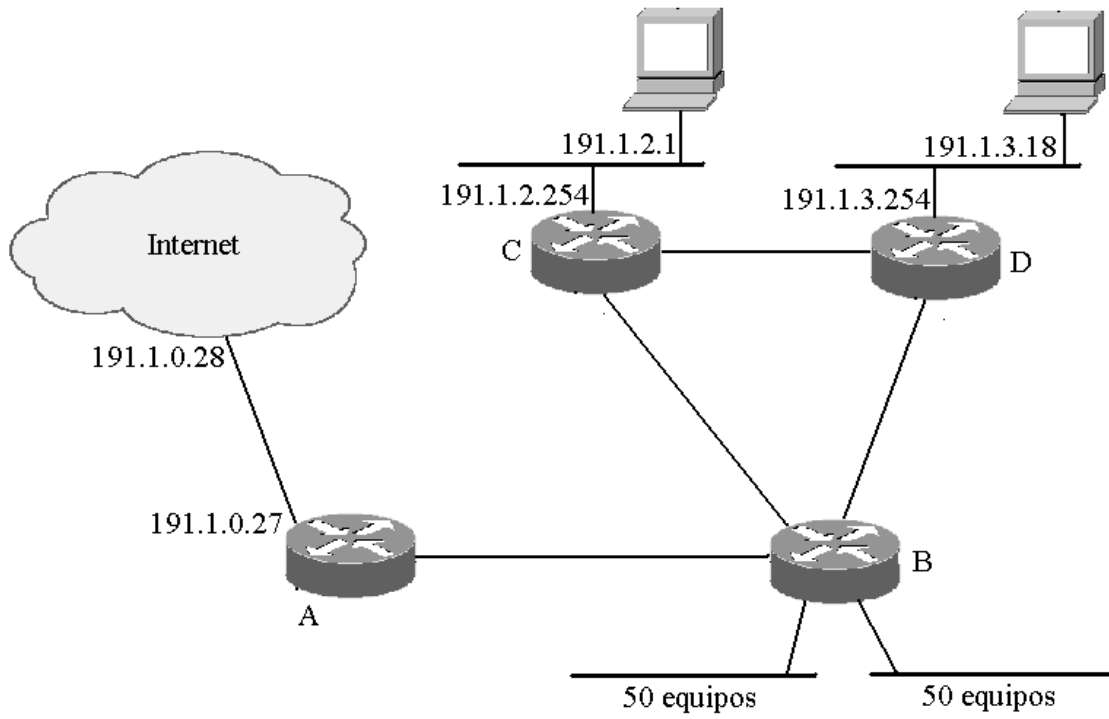 191.1.2.1
191.1.3.18
191.1.2.254
191.1.3.254
Internet
C
D
191.1.0.28
191.1.0.27
B
A
50 equipos
50 equipos